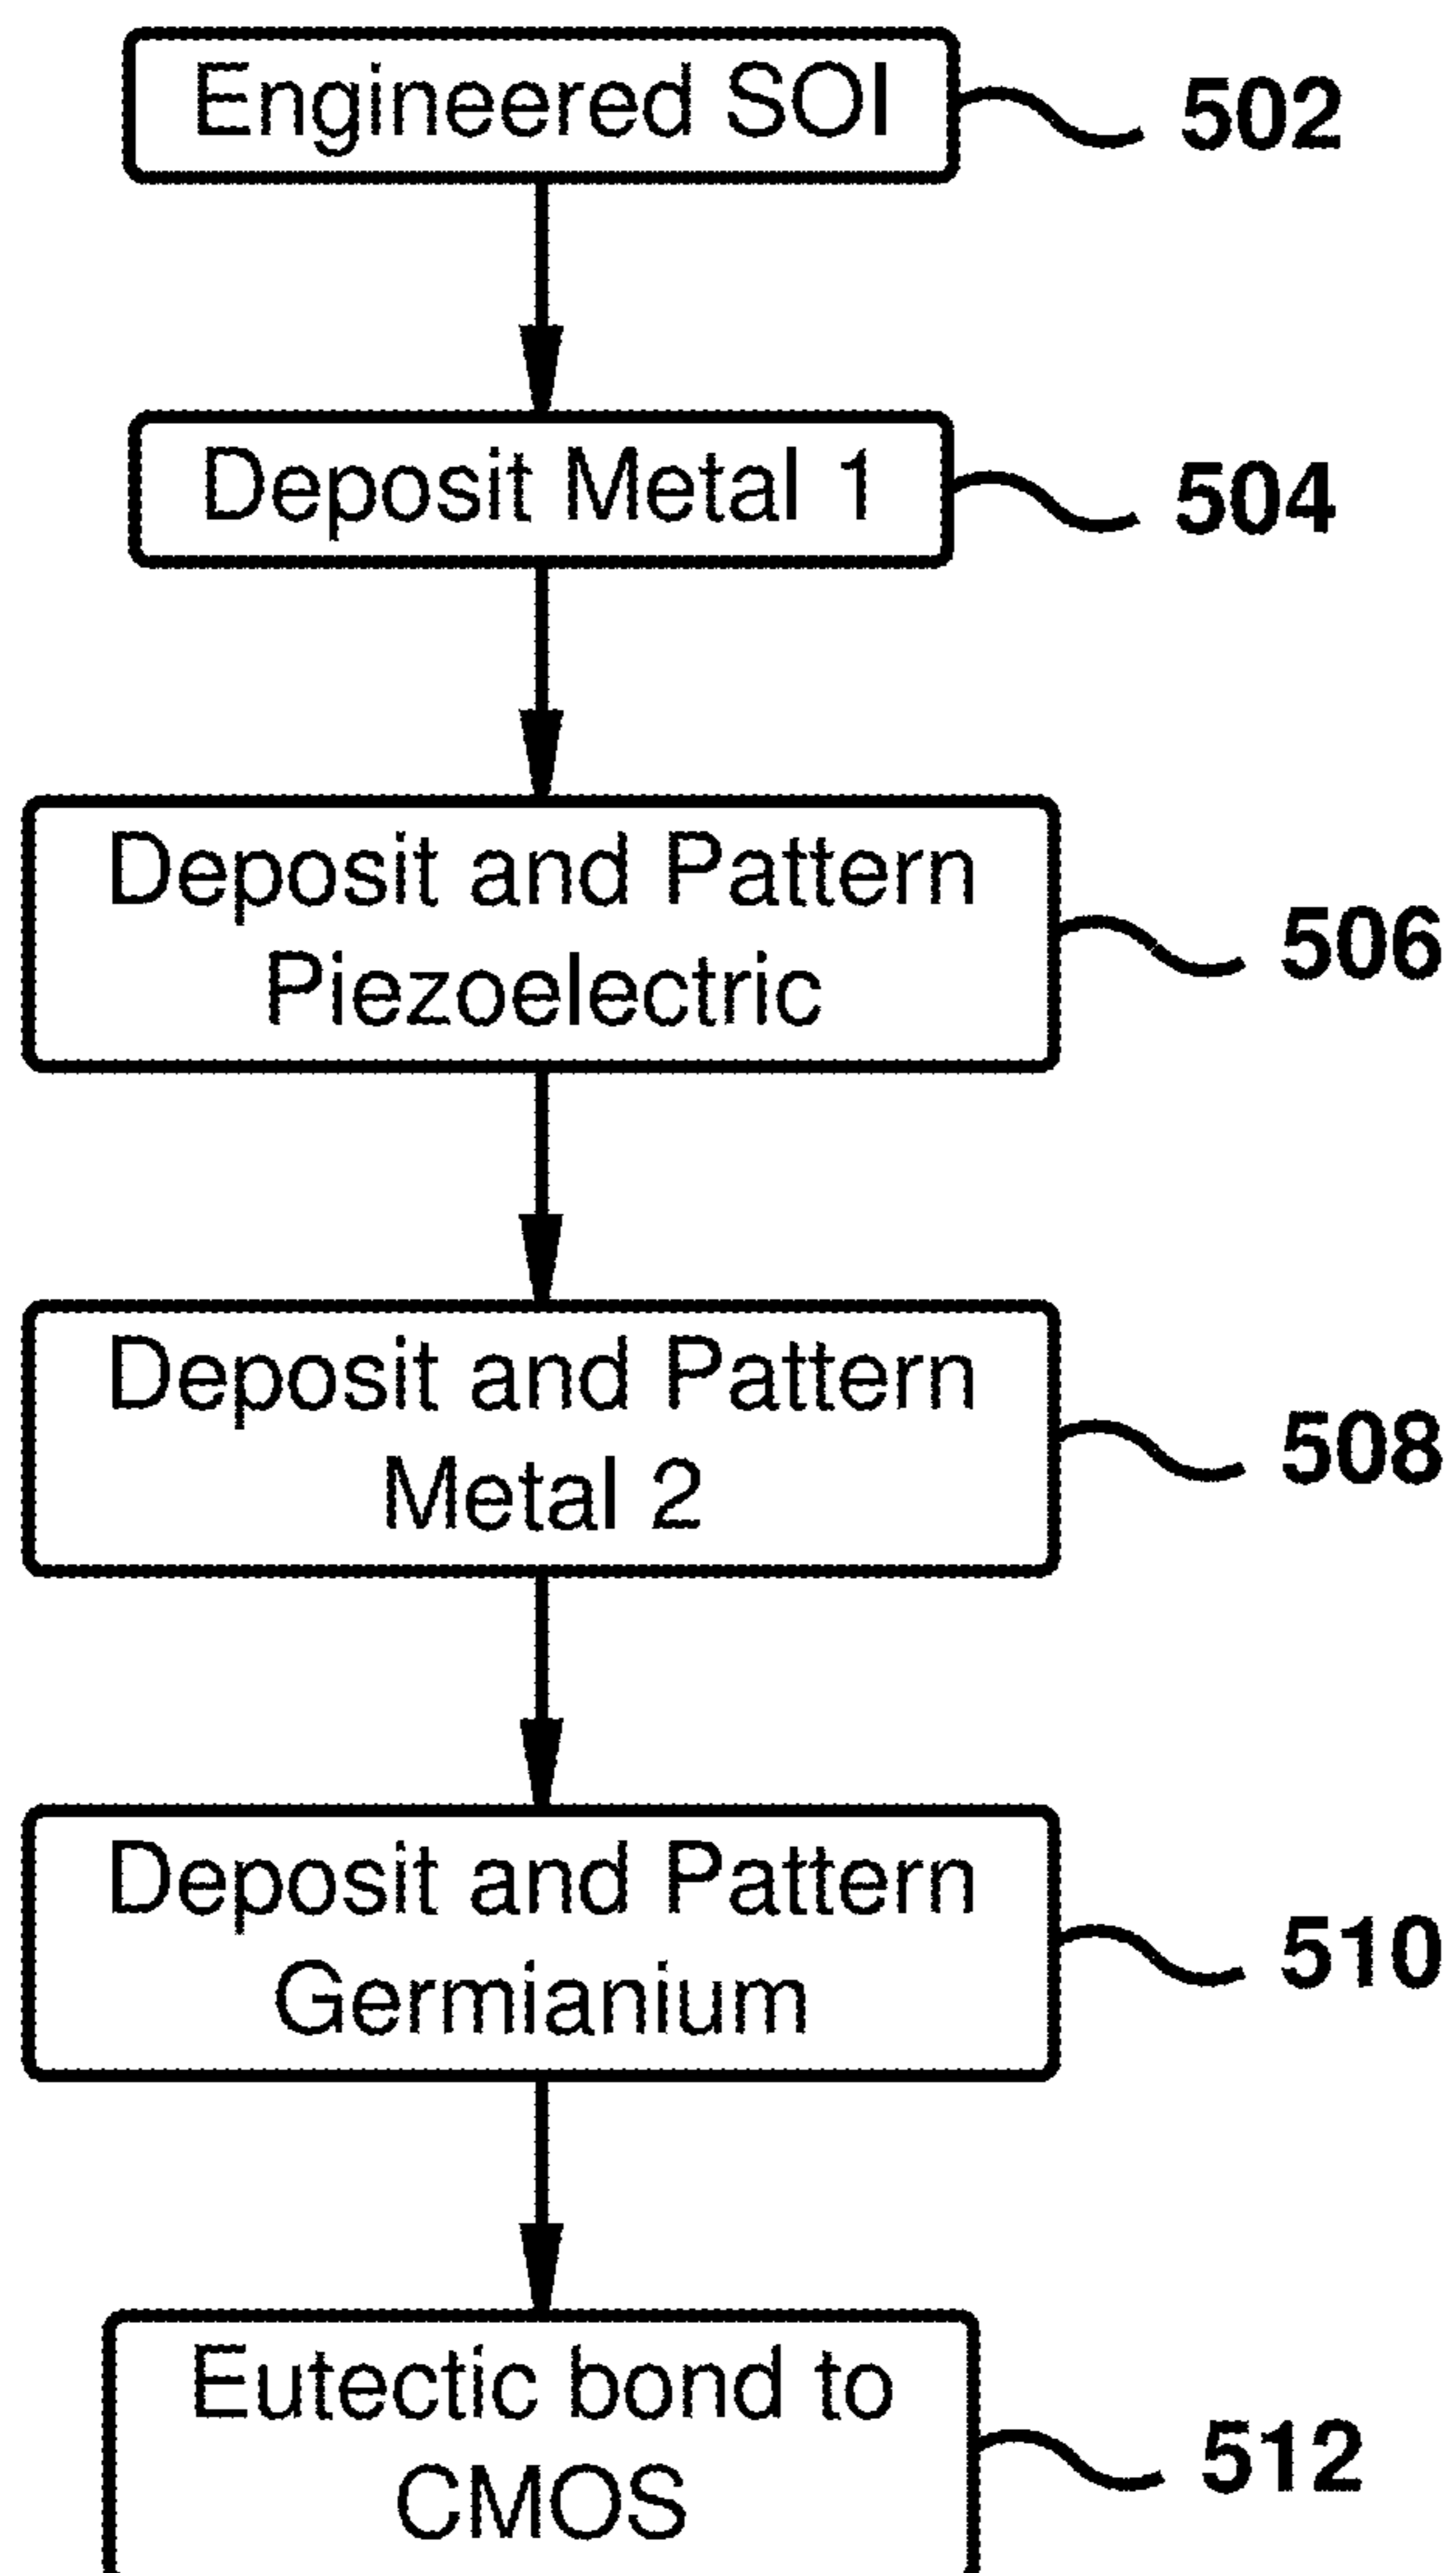 Engineered SOI
502
Deposit Metal 1
504
Deposit and Pattern
Piezoelectric
506
Deposit and Pattern
Metal 2
508
Deposit and Pattern
Germianium
510
Eutectic bond to
CMOS
512